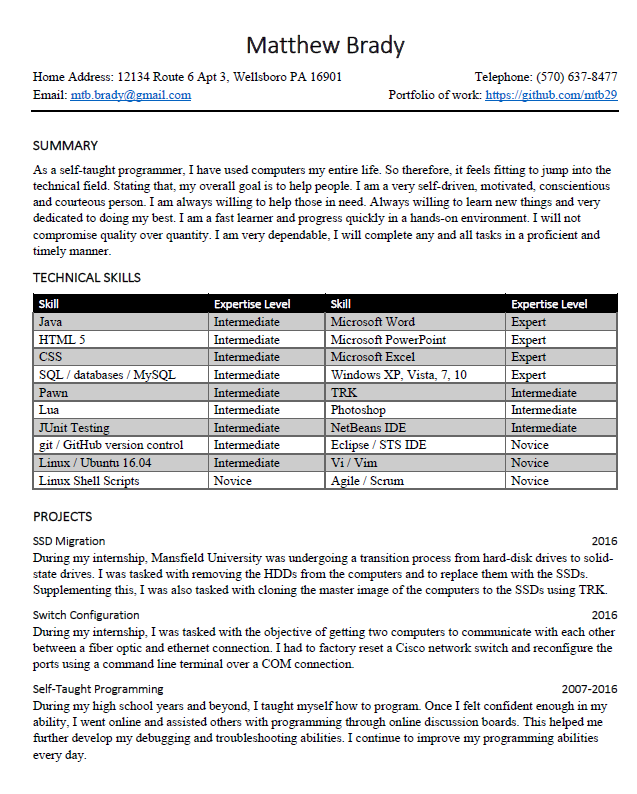 Matthew Brady
Home Address: 12134 Route 6 Apt 3, Wellsboro PA 16901 Telephone: (570) 637-8477
Email: mtb.brady@gmail.com Portfolio of work: https://github.com/mtb29
SUMMARY
As a self-taught programmer, I have used computers my entire life. So therefore, it feels fitting to jump into the
technical field. Stating that, my overall goal is to help people. I am a very self-driven, motivated, conscientious
and courteous person. I am always willing to help those in need. Always willing to learn new things and very
dedicated to doing my best. I am a fast learner and progress quickly in a hands-on environment. I will not
compromise quality over quantity. I am very dependable, I will complete any and all tasks in a proficient and
timely manner.
TECHNICAL SKILLS
Skill Expertise Level Skill Expertise Level
Java Intermediate Microsoft Word Expert
HTML 5 Intermediate Microsoft PowerPoint Expert
CSS Intermediate Microsoft Excel Expert
SQL / databases / MySQL Intermediate Windows XP, Vista, 7, 10 Expert
Pawn Intermediate TRK Intermediate
Lua Intermediate Photoshop Intermediate
JUnit Testing Intermediate NetBeans IDE Intermediate
git / GitHub version control Intermediate Eclipse / STS IDE Novice
Linux / Ubuntu 16.04 Intermediate Vi / Vim Novice
Linux Shell Scripts Novice Agile / Scrum Novice
PROJECTS
SSD Migration 2016
During my internship, Mansfield University was undergoing a transition process from hard-disk drives to solid-
state drives. I was tasked with removing the HDDs from the computers and to replace them with the SSDs.
Supplementing this, I was also tasked with cloning the master image of the computers to the SSDs using TRK.
Switch Configuration 2016
During my internship, I was tasked with the objective of getting two computers to communicate with each other
between a fiber optic and ethernet connection. I had to factory reset a Cisco network switch and reconfigure the
ports using a command line terminal over a COM connection.
Self-Taught Programming 2007-2016
During my high school years and beyond, I taught myself how to program. Once I felt confident enough in my
ability, I went online and assisted others with programming through online discussion boards. This helped me
further develop my debugging and troubleshooting abilities. I continue to improve my programming abilities
every day.